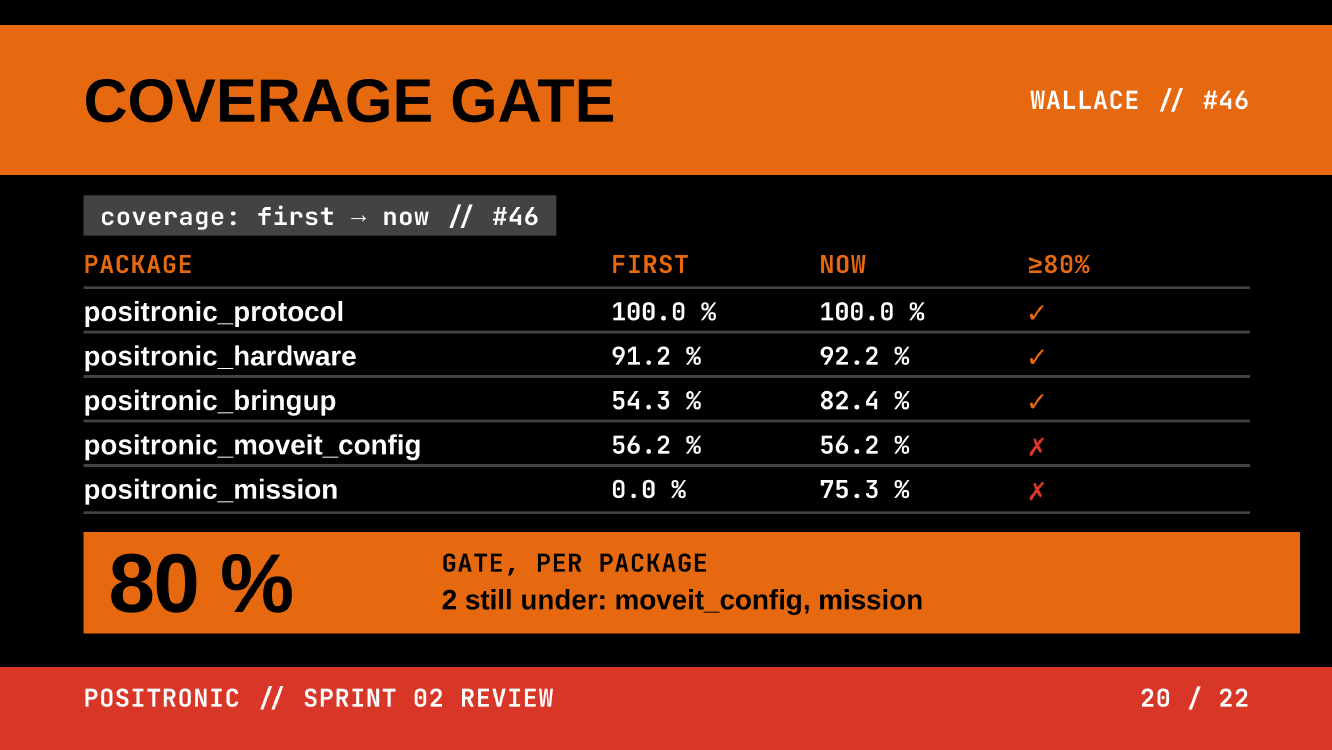 COVERAGE GATE
WALLACE // #46
coverage: first → now // #46
PACKAGE FIRST NOW ≥80%
positronic_protocol 100.0 % 100.0 % ✓
positronic_hardware 91.2 % 92.2 % ✓
positronic_bringup 54.3 % 82.4 % ✓
positronic_moveit_config 56.2 % 56.2 % ✗
positronic_mission 0.0 % 75.3 % ✗
80 %
GATE, PER PACKAGE
2 still under: moveit_config, mission
POSITRONIC // SPRINT 02 REVIEW
20 / 22